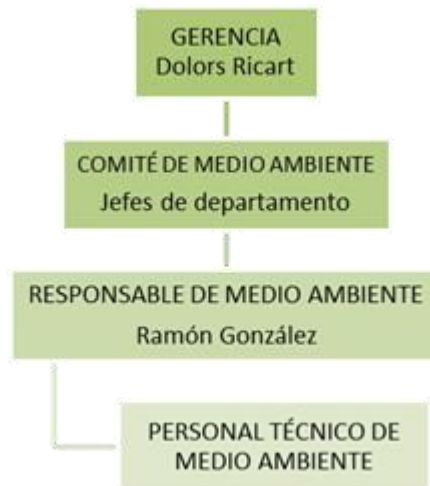 GERENCIA
Dolors Ricart
COMITÉ DE MEDIO AMBIENTE
Jefes de departamento
RESPONSABLE DE MEDIO AMBIENTE
Ramón González
PERSONAL TÉCNICO DE
MEDIO AMBIENTE